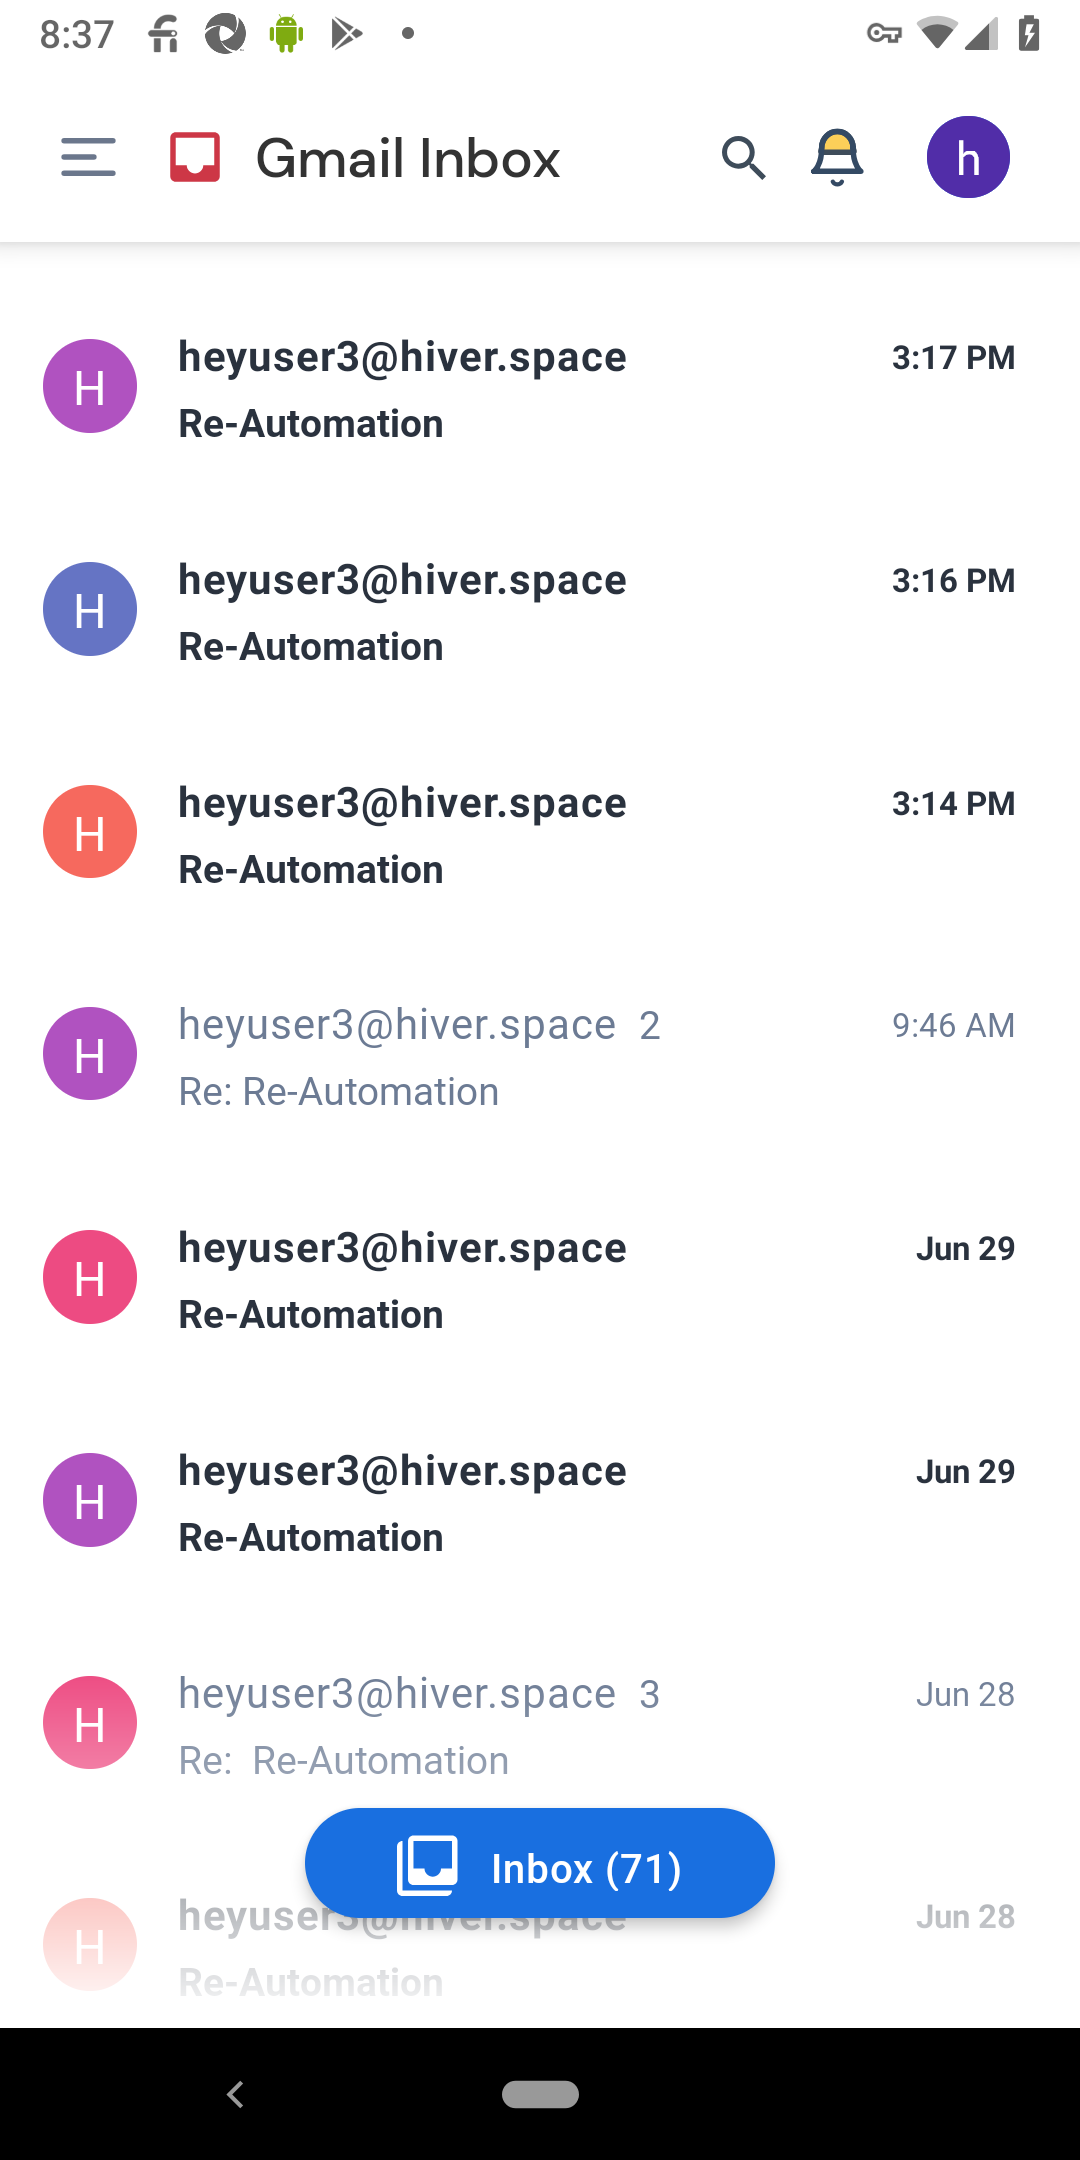 8:37
Gmail Inbox
h
H
heyuser3@hiver.space
3:17 PM
Re-Automation
H
heyuser3@hiver.space
3:16 PM
Re-Automation
H
heyuser3@hiver.space
3:14 PM
Re-Automation
H
heyuser3@hiver.space 2
9:46 AM
Re: Re-Automation
H
heyuser3@hiver.space
Jun 29
Re-Automation
H
heyuser3@hiver.space
Jun 29
Re-Automation
H
heyuser3@hiver.space 3
Jun 28
Re:  Re-Automation
Inbox (71)
H
heyuser3@hiver.space
Jun 28
Re-Automation